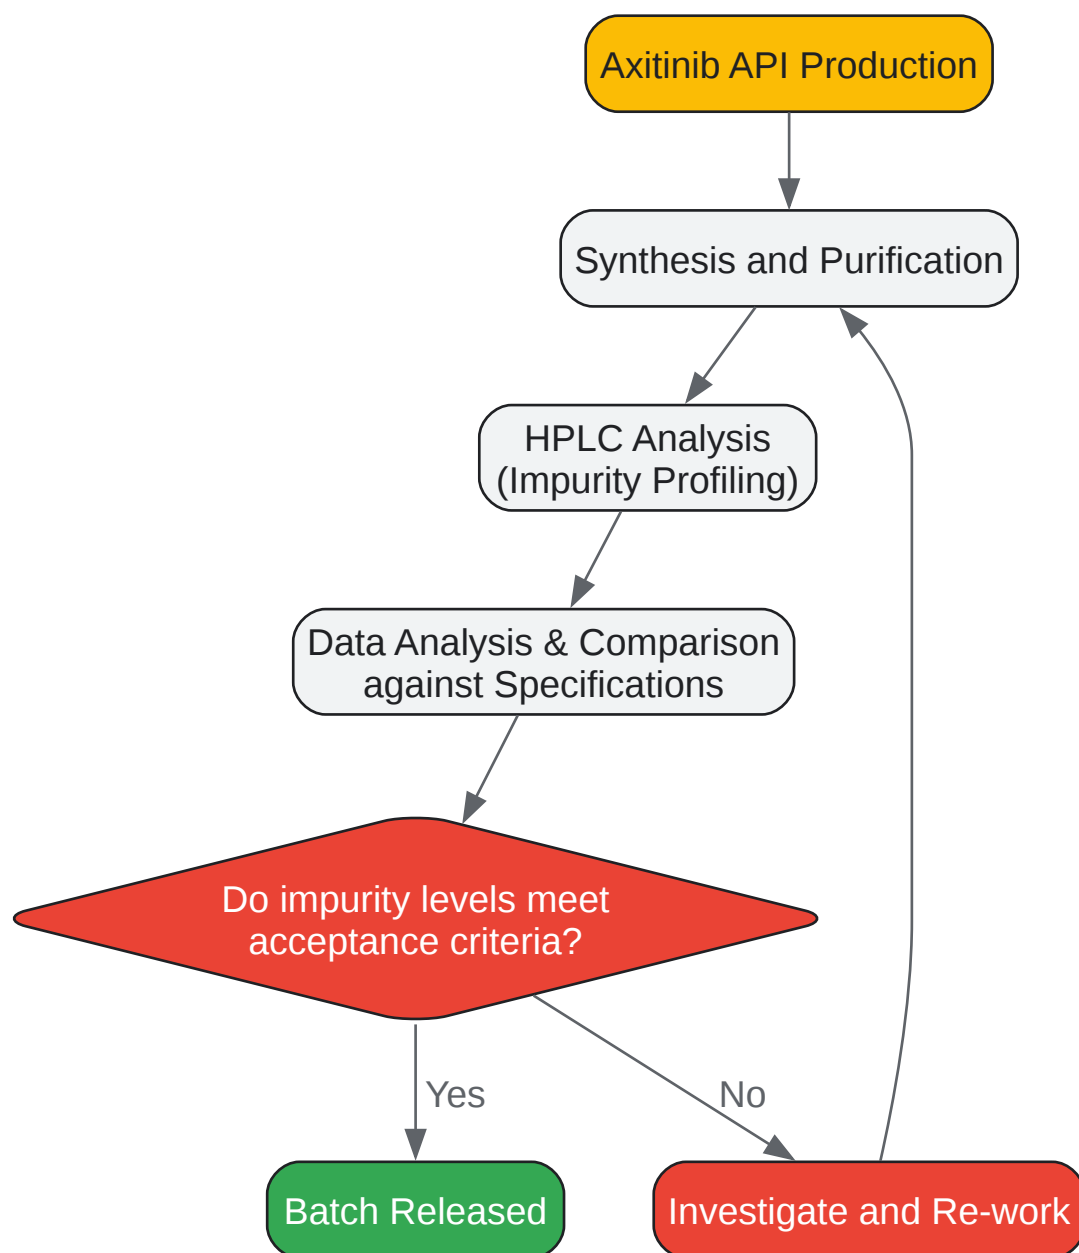 Axitinib API Production
Synthesis and Purification
HPLC Analysis
(Impurity Profiling)
Data Analysis & Comparison
against Specifications
Do impurity levels meet
acceptance criteria?
Yes
No
Batch Released
Investigate and Re-work